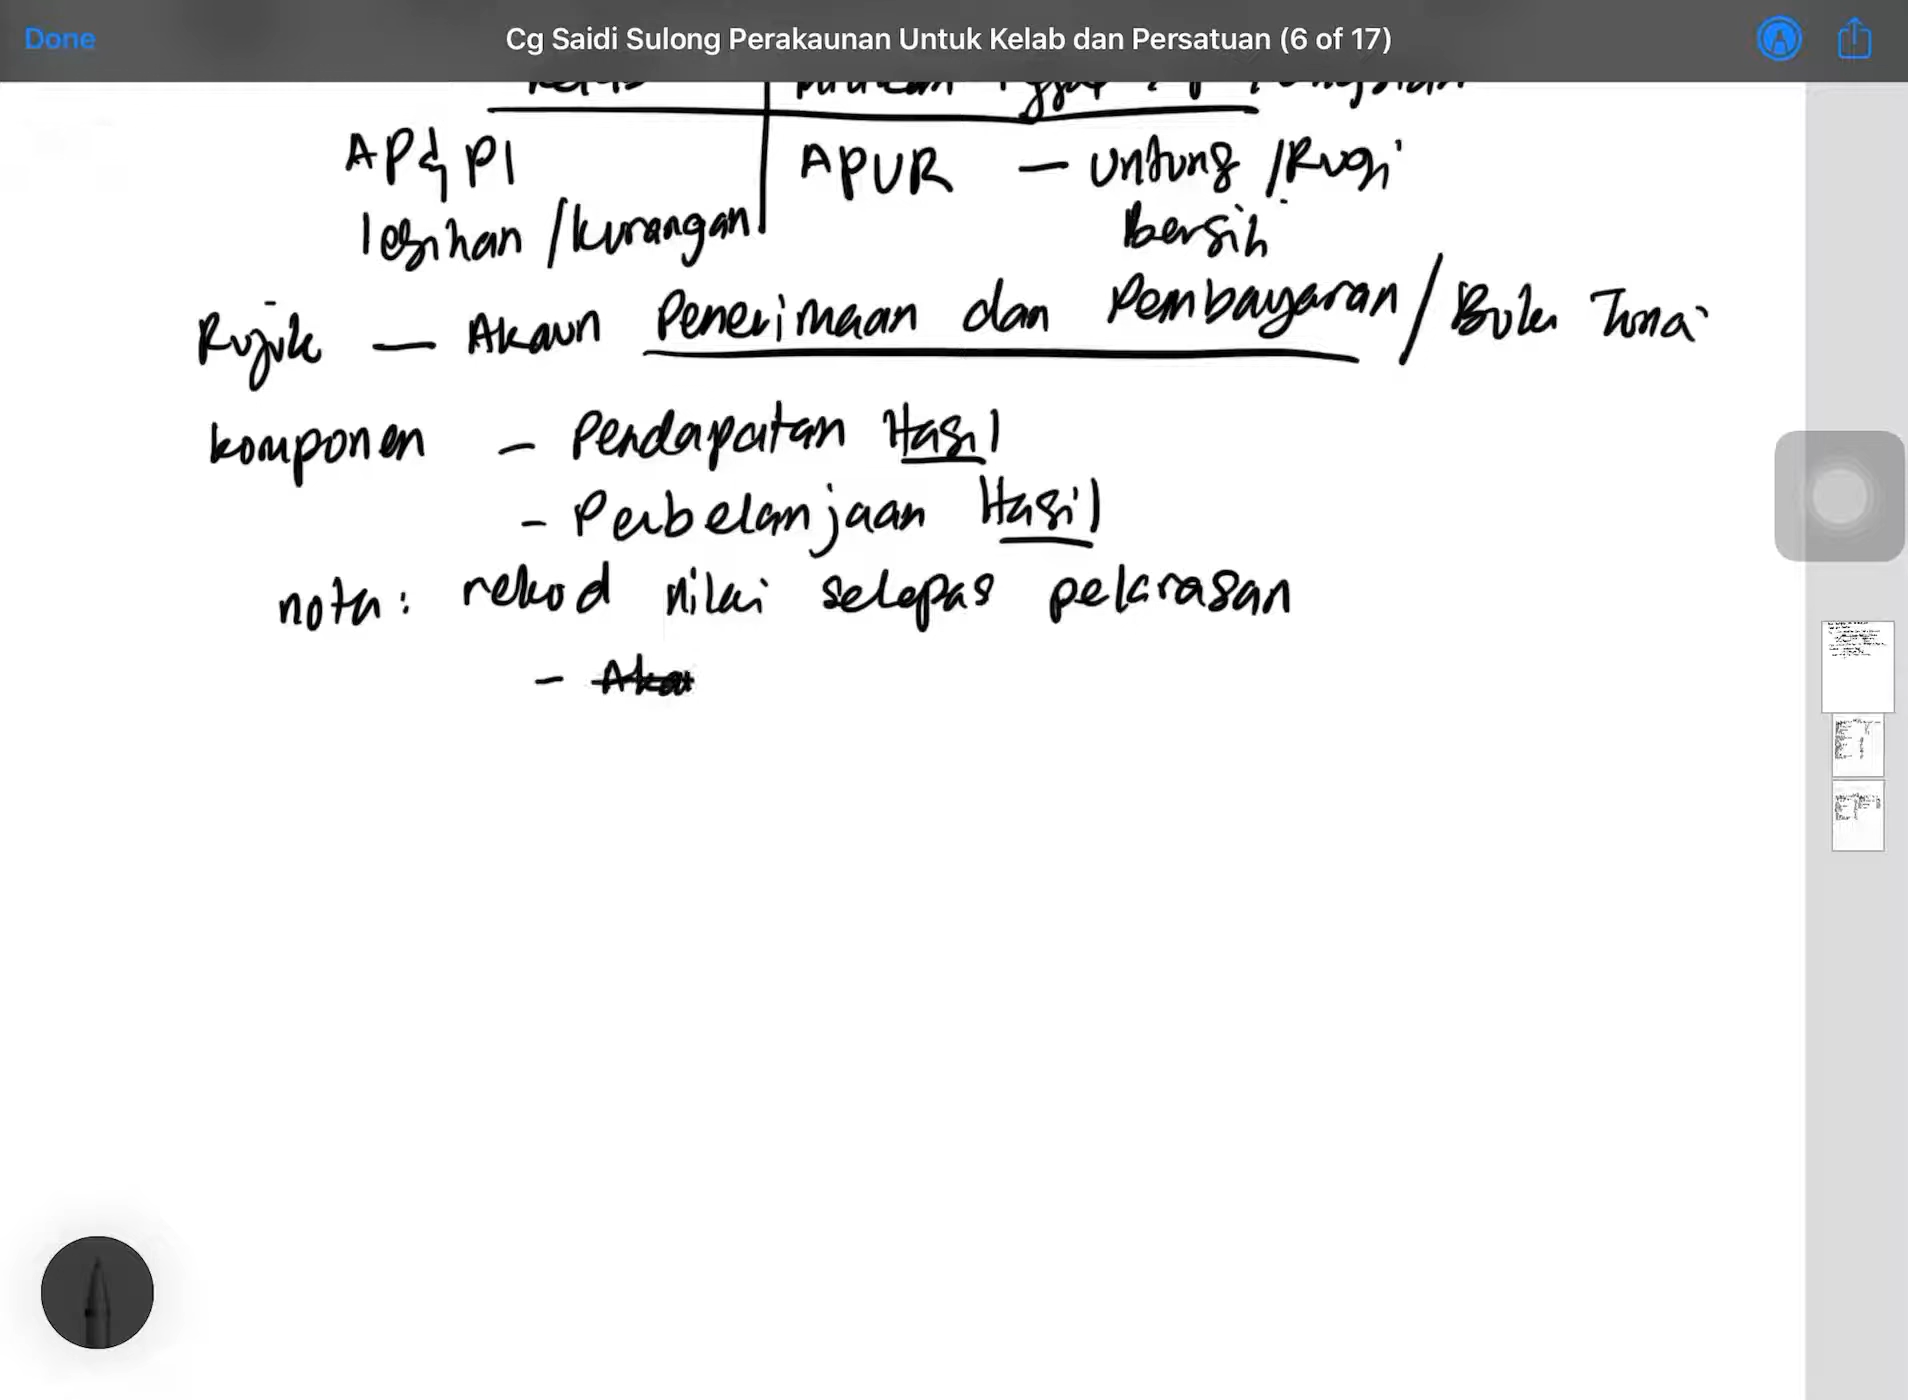 Done
Cg Saidi Sulong Perakaunan Untuk Kelab dan Persatuan (6 of 17)
AP & PI
APUR — Untung /Rugi
lebihan /kurangan
bersih
Rujuk — Akaun Penerimaan dan Pembayaran / Buku Tunai
komponen - Pendapatan Hasil
- Perbelanjaan Hasil
nota: rekod nilai selepas pelarasan
-